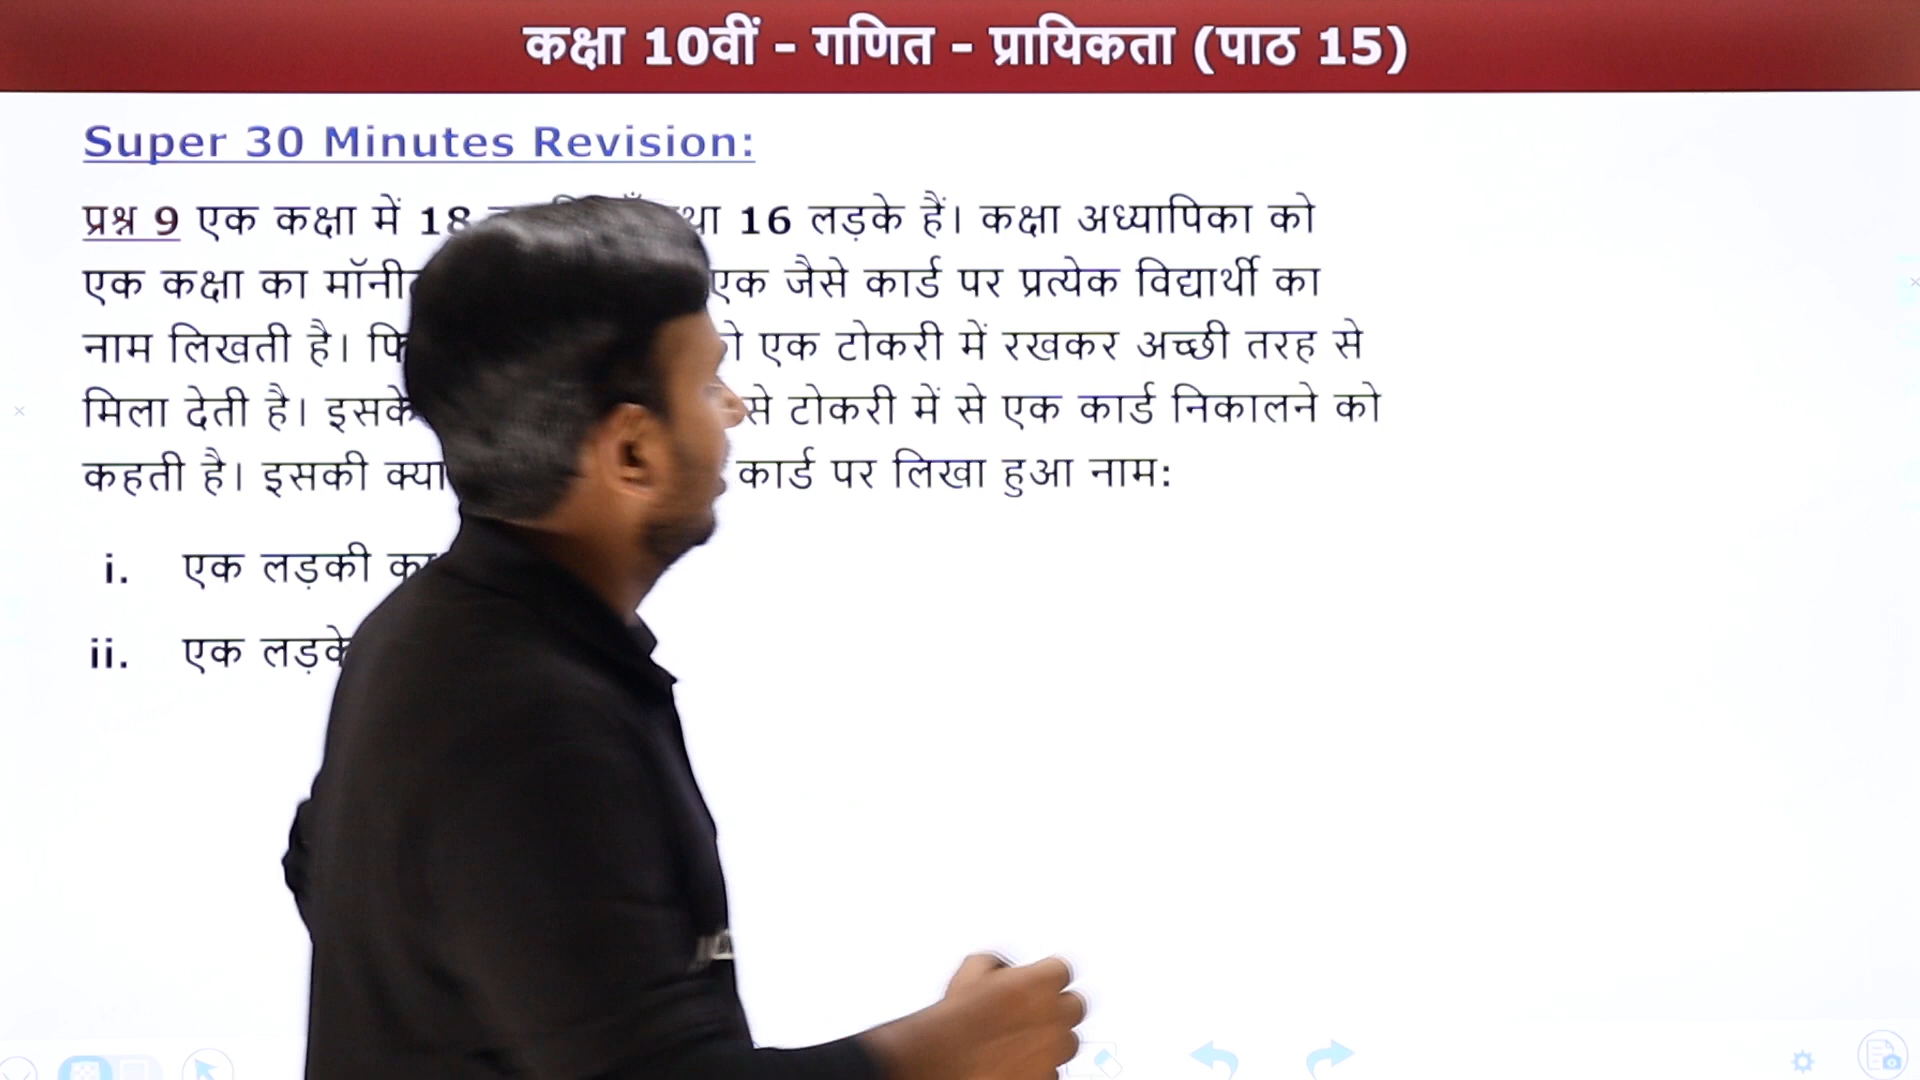 कक्षा 10वीं - गणित - प्रायिकता (पाठ 15)
Super 30 Minutes Revision:
प्रश्न 9 एक कक्षा में 18 16 लड़के हैं। कक्षा अध्यापिका को
एक कक्षा का एक जैसे कार्ड पर प्रत्येक विद्यार्थी का
नाम लिखती है। एक टोकरी में रखकर अच्छी तरह से
मिला देती है। इसके से टोकरी में से एक कार्ड निकालने को
कहती है। इसकी क्या कार्ड पर लिखा हुआ नाम:
i. एक लड़की
ii. एक लड़के